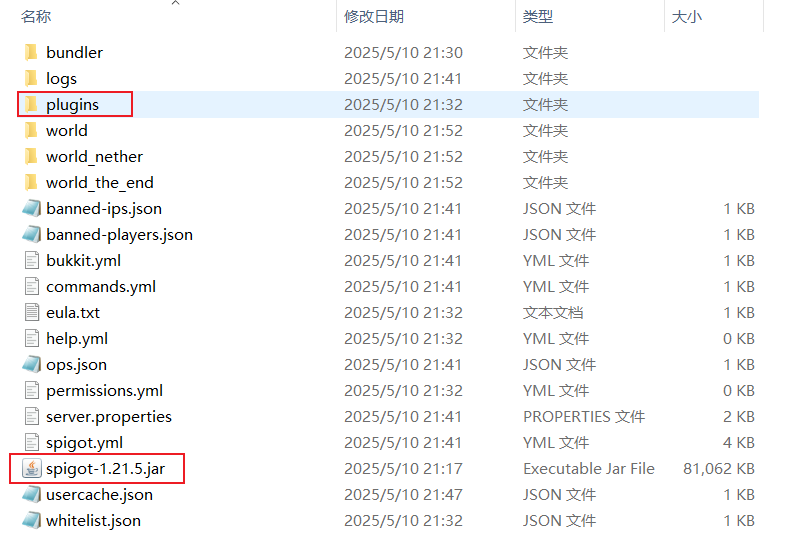 名称 修改日期 类型 大小
bundler 2025/5/10 21:30 文件夹
logs 2025/5/10 21:41 文件夹
plugins 2025/5/10 21:32 文件夹
world 2025/5/10 21:52 文件夹
world_nether 2025/5/10 21:52 文件夹
world_the_end 2025/5/10 21:52 文件夹
banned-ips.json 2025/5/10 21:41 JSON 文件 1 KB
banned-players.json 2025/5/10 21:41 JSON 文件 1 KB
bukkit.yml 2025/5/10 21:41 YML 文件 1 KB
commands.yml 2025/5/10 21:41 YML 文件 1 KB
eula.txt 2025/5/10 21:32 文本文档 1 KB
help.yml 2025/5/10 21:32 YML 文件 0 KB
ops.json 2025/5/10 21:41 JSON 文件 1 KB
permissions.yml 2025/5/10 21:32 YML 文件 0 KB
server.properties 2025/5/10 21:41 PROPERTIES 文件 2 KB
spigot.yml 2025/5/10 21:41 YML 文件 4 KB
spigot-1.21.5.jar 2025/5/10 21:17 Executable Jar File 81,062 KB
usercache.json 2025/5/10 21:47 JSON 文件 1 KB
whitelist.json 2025/5/10 21:32 JSON 文件 1 KB